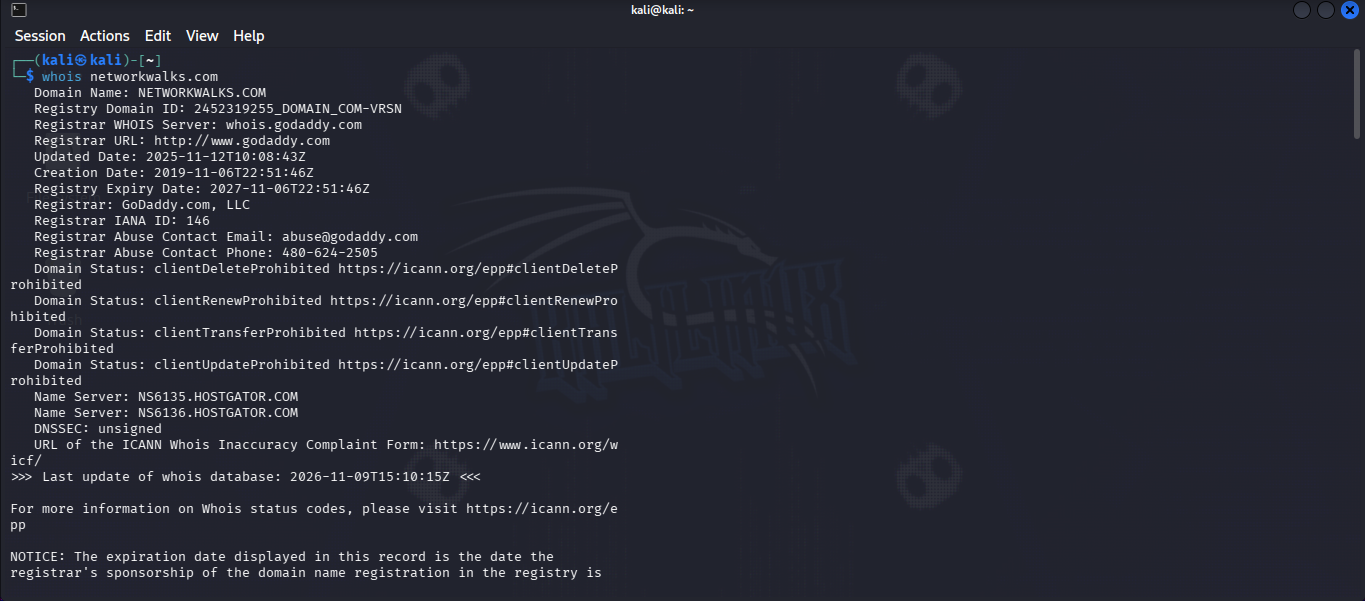 kali@kali: ~
Session Actions Edit View Help
┌──(kali㉿kali)-[~]
└─$ whois networkwalks.com
Domain Name: NETWORKWALKS.COM
Registry Domain ID: 2452319255_DOMAIN_COM-VRSN
Registrar WHOIS Server: whois.godaddy.com
Registrar URL: http://www.godaddy.com
Updated Date: 2025-11-12T10:08:43Z
Creation Date: 2019-11-06T22:51:46Z
Registry Expiry Date: 2027-11-06T22:51:46Z
Registrar: GoDaddy.com, LLC
Registrar IANA ID: 146
Registrar Abuse Contact Email: abuse@godaddy.com
Registrar Abuse Contact Phone: 480-624-2505
Domain Status: clientDeleteProhibited https://icann.org/epp#clientDeleteP
rohibited
Domain Status: clientRenewProhibited https://icann.org/epp#clientRenewPro
hibited
Domain Status: clientTransferProhibited https://icann.org/epp#clientTrans
ferProhibited
Domain Status: clientUpdateProhibited https://icann.org/epp#clientUpdateP
rohibited
Name Server: NS6135.HOSTGATOR.COM
Name Server: NS6136.HOSTGATOR.COM
DNSSEC: unsigned
URL of the ICANN Whois Inaccuracy Complaint Form: https://www.icann.org/w
icf/
>>> Last update of whois database: 2026-11-09T15:10:15Z <<<
For more information on Whois status codes, please visit https://icann.org/e
pp
NOTICE: The expiration date displayed in this record is the date the
registrar's sponsorship of the domain name registration in the registry is